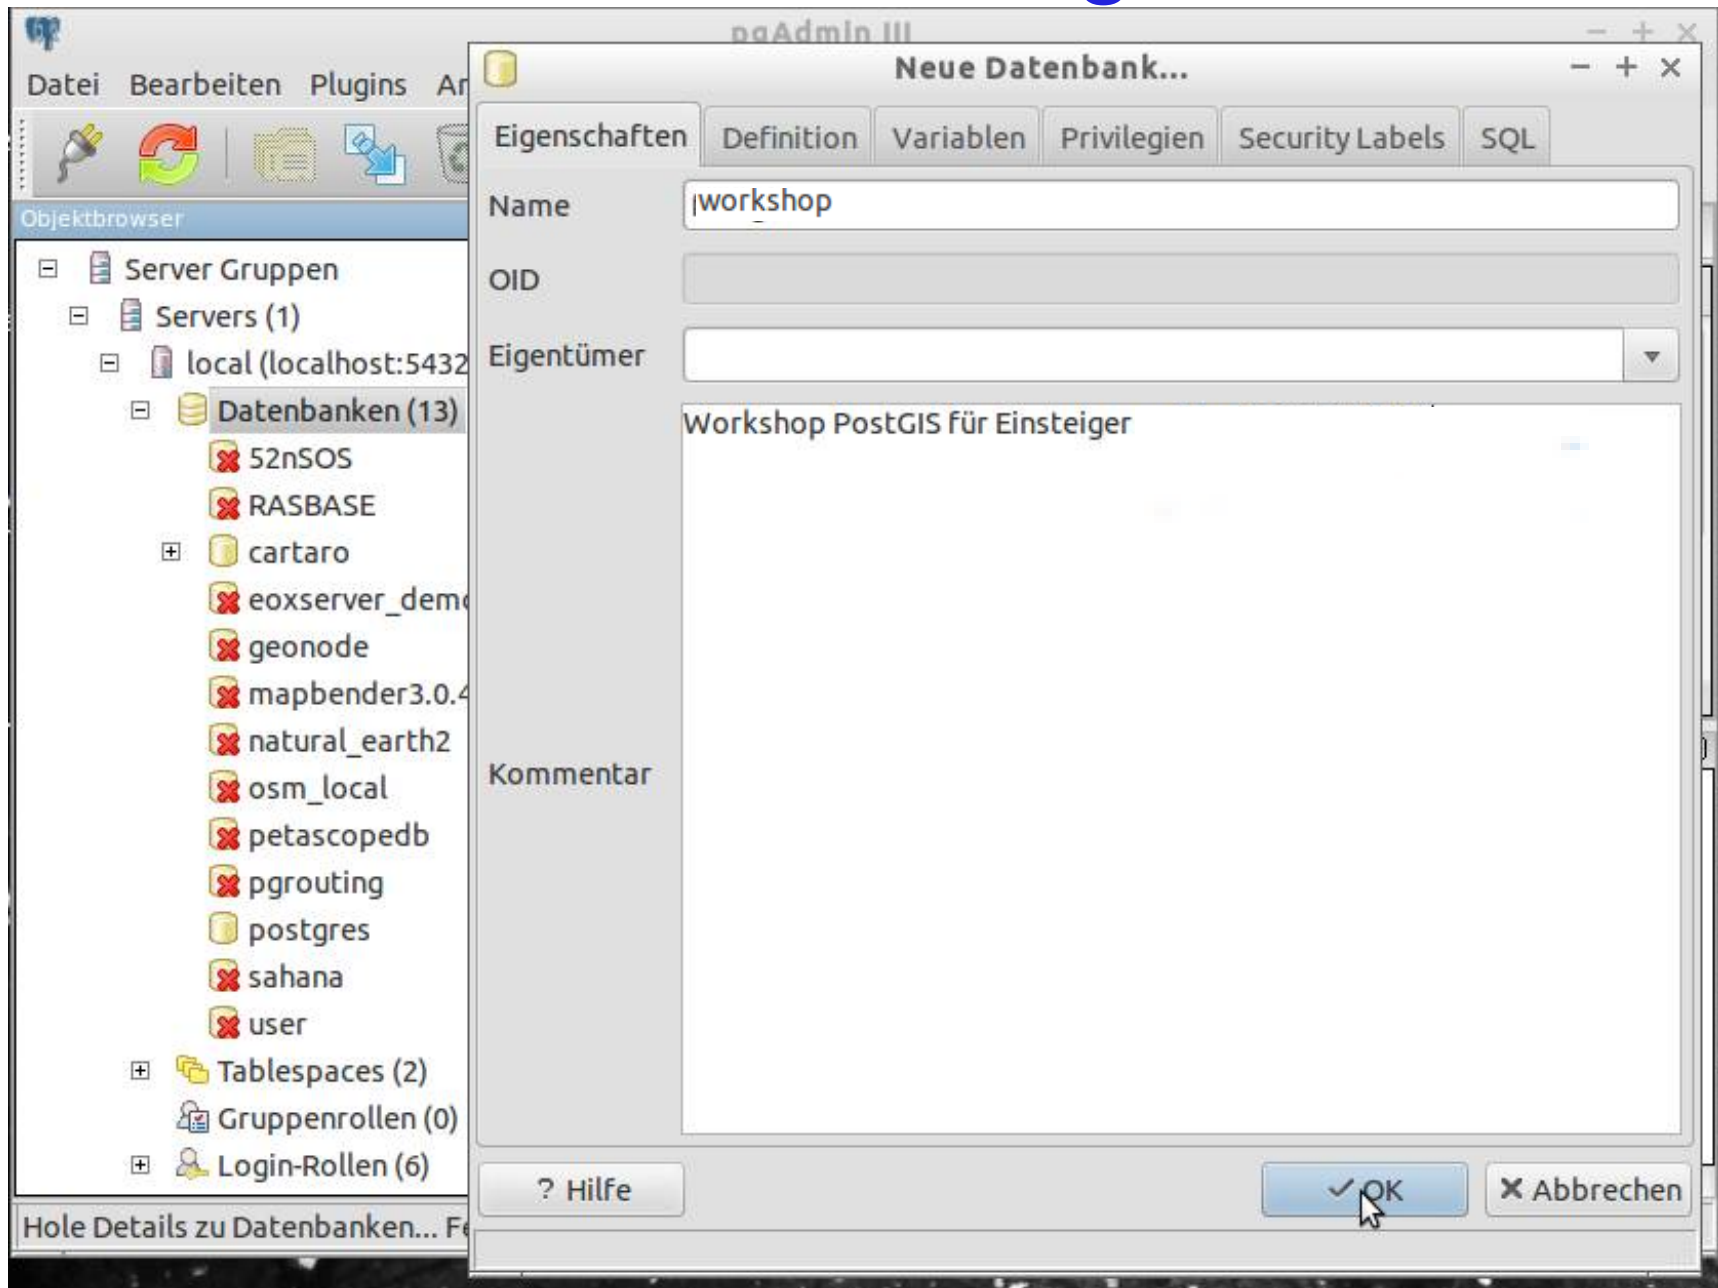 pgAdmin III
Neue Datenbank...
Datei Bearbeiten Plugins
Eigenschaften Definition Variablen Privilegien Security Labels SQL
Name workshop
Objektbrowser
OID
Eigentümer
Server Gruppen
Servers (1)
local (localhost:5432
Datenbanken (13)
Workshop PostGIS für Einsteiger
52nSOS
RASBASE
cartaro
eoxserver_demo
geonode
mapbender3.0.4
natural_earth2
osm_local
Kommentar
petascopedb
pgrouting
postgres
sahana
user
Tablespaces (2)
Gruppenrollen (0)
Login-Rollen (6)
? Hilfe OK Abbrechen
Hole Details zu Datenbanken...